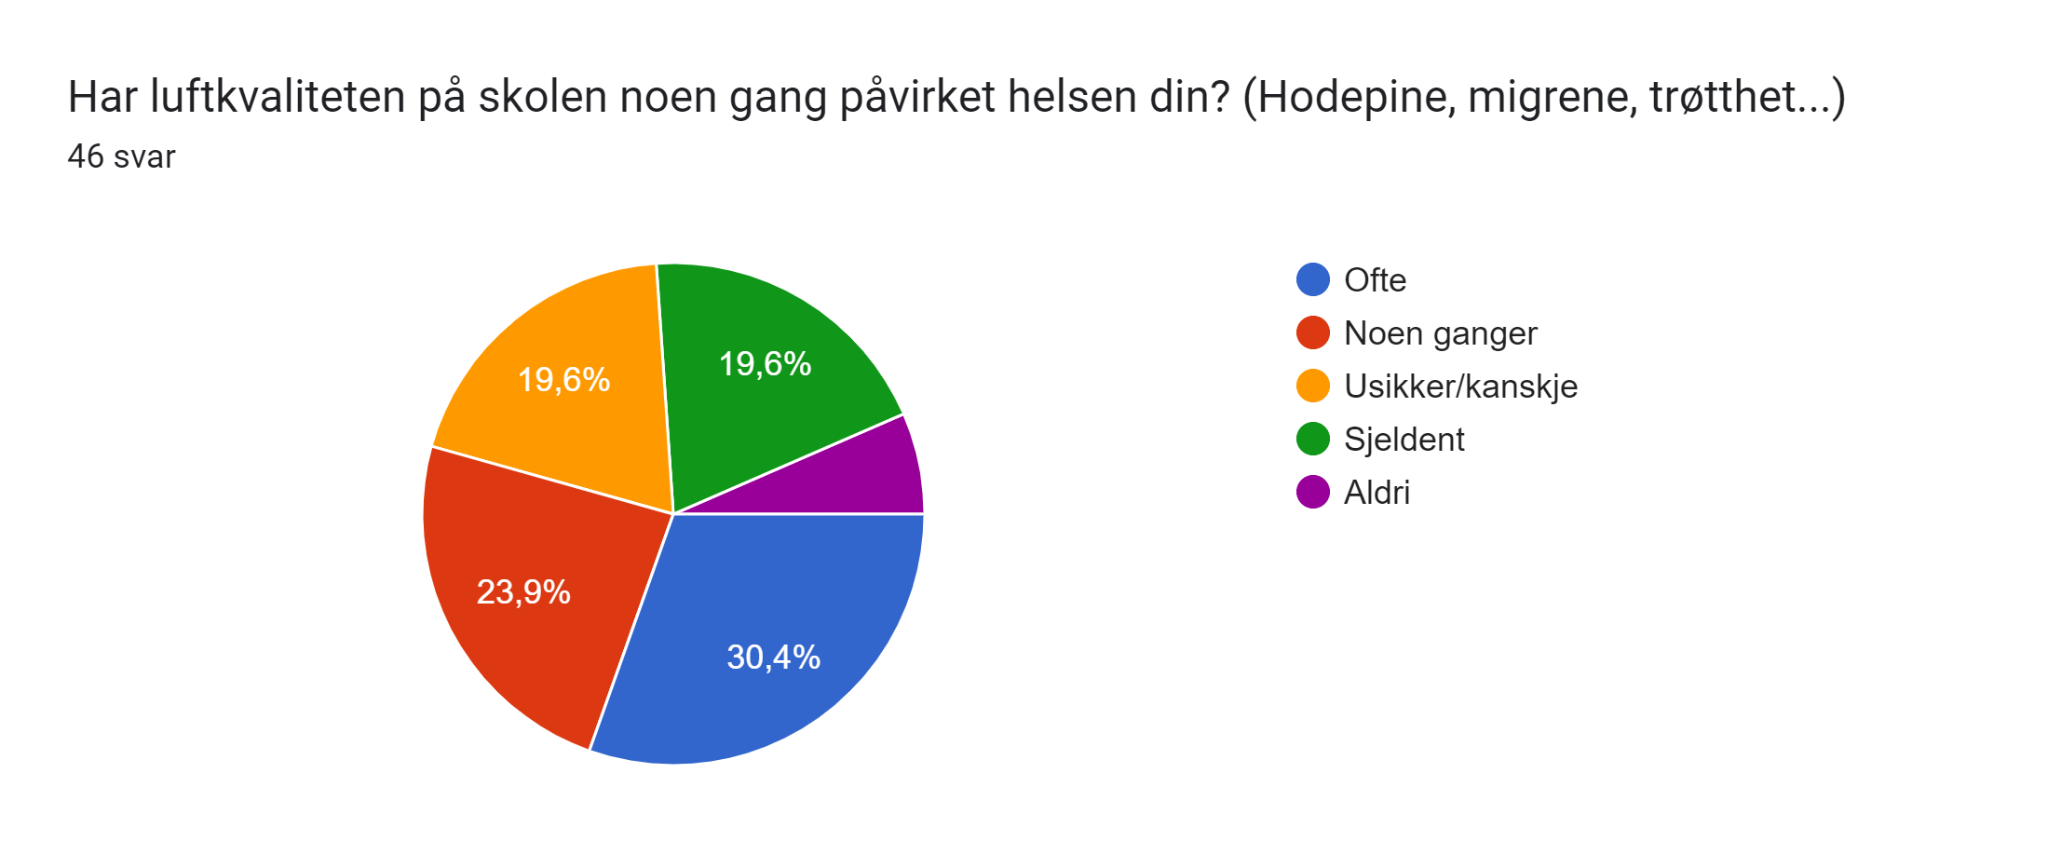 Har luftkvaliteten på skolen noen gang påvirket helsen din? (Hodepine, migrene, trøtthet...)
46 svar
19,6%
19,6%
23,9%
30,4%
Ofte
Noen ganger
Usikker/kanskje
Sjeldent
Aldri